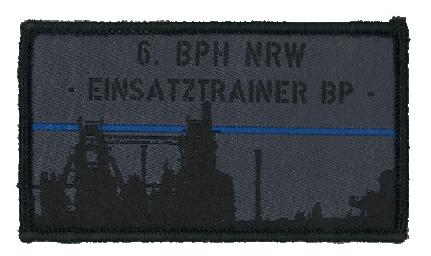 6. BPH NRW
- EINSATZTRAINER BP -